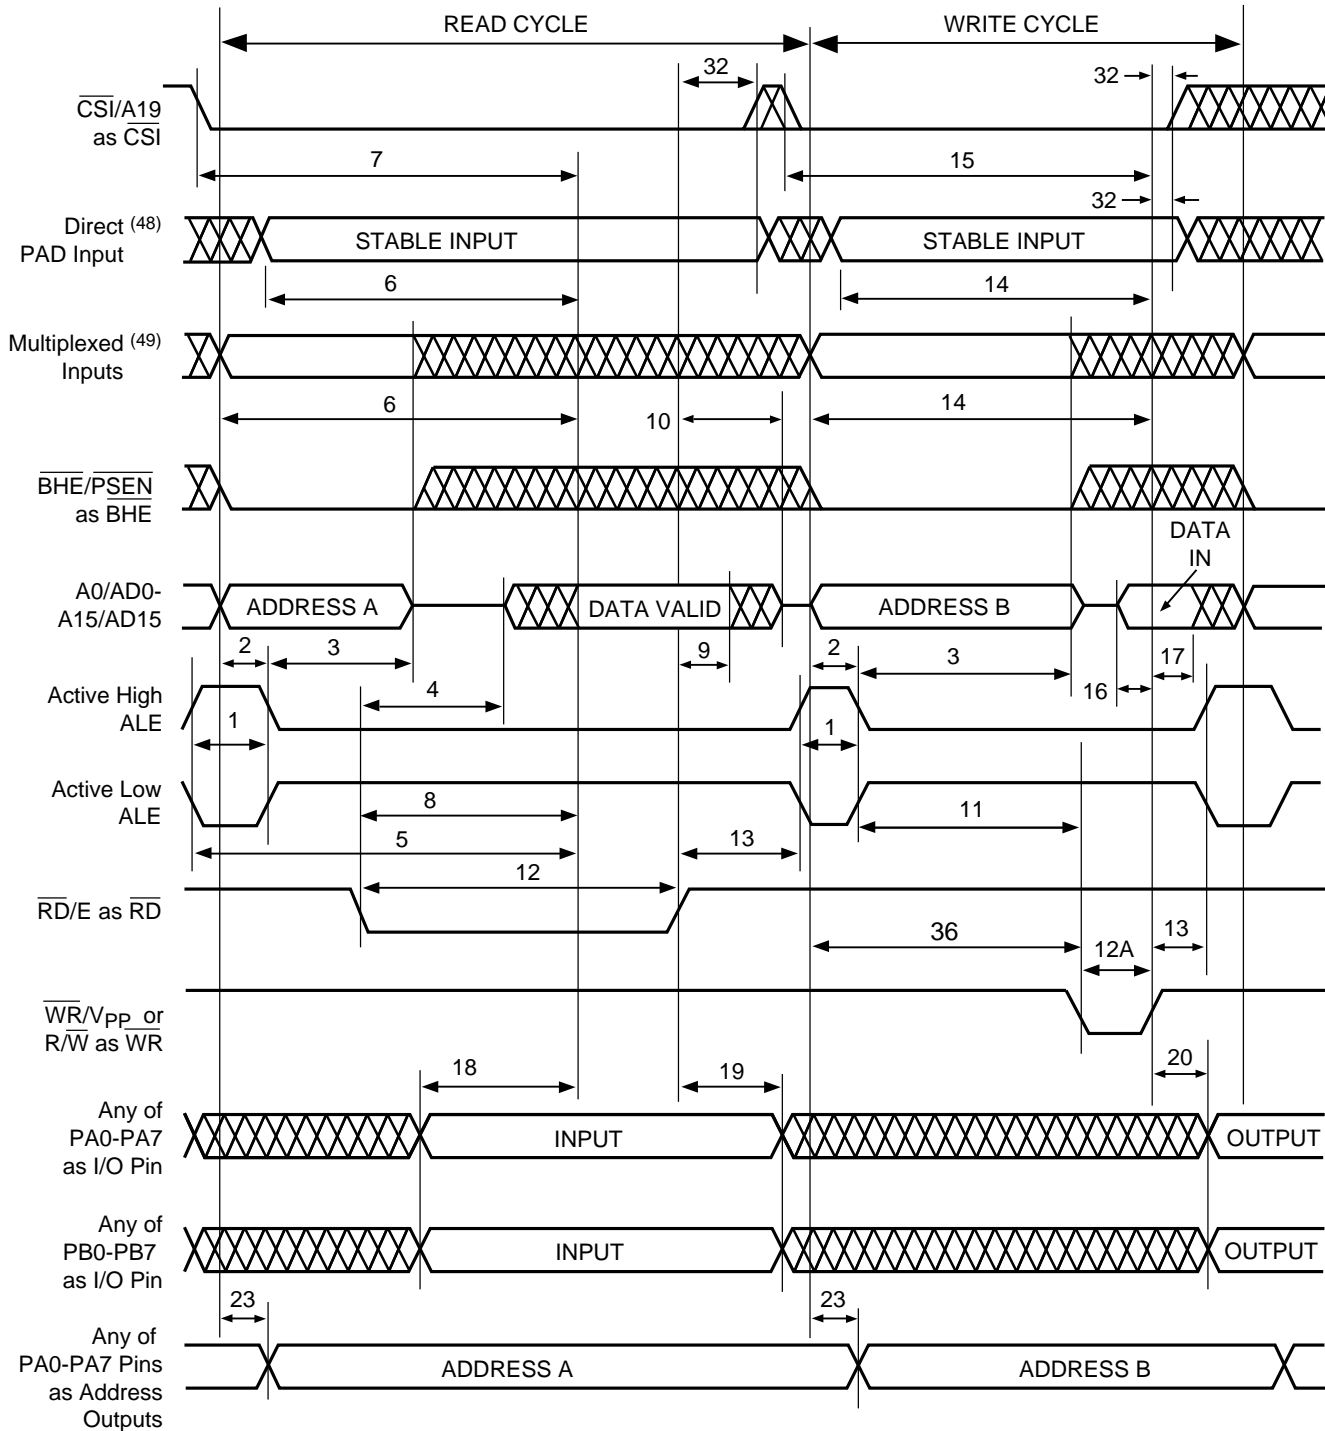 READ CYCLE
WRITE CYCLE
32
32
CSI/A19
as CSI
7
15
32
Direct (48)
PAD Input
STABLE INPUT
STABLE INPUT
6
14
Multiplexed (49)
Inputs
6
10
14
BHE/PSEN
as BHE
DATA
IN
A0/AD0-
A15/AD15
ADDRESS A
DATA VALID
ADDRESS B
2
3
9
2
3
17
4
16
Active High
ALE
1
1
Active Low
ALE
8
11
5
13
12
RD/E as RD
36
13
12A
WR/VPP or
R/W as WR
18
19
20
Any of
PA0-PA7
as I/O Pin
INPUT
OUTPUT
Any of
PB0-PB7
as I/O Pin
INPUT
OUTPUT
23
23
Any of
PA0-PA7 Pins
as Address
Outputs
ADDRESS A
ADDRESS B